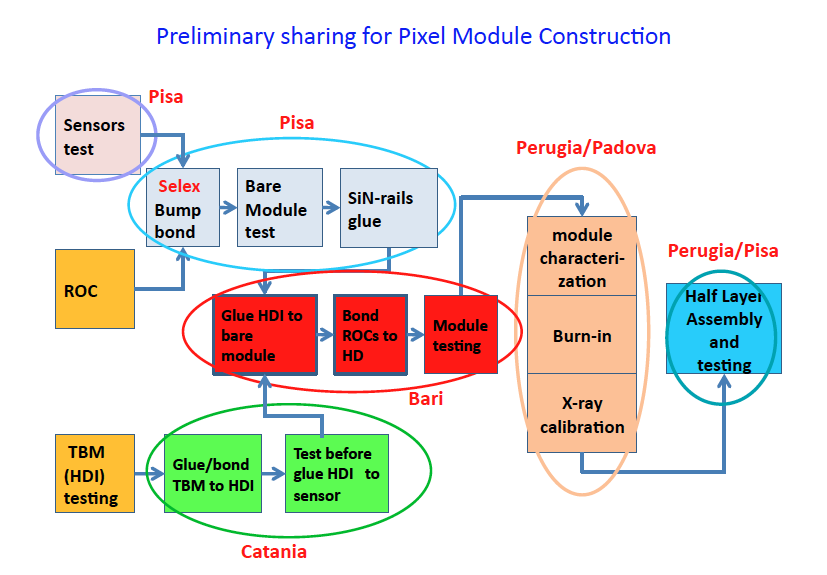 Preliminary sharing for Pixel Module Construction
Pisa
Sensors
test
Pisa
Selex
Bump
bond
Bare
Module
test
SiN-rails
glue
ROC
Glue HDI to
bare
module
Bond
ROCs to
HD
Module
testing
Bari
TBM
(HDI)
testing
Glue/bond
TBM to HDI
Test before
glue HDI to
sensor
Catania
Perugia/Padova
module
characteri-
zation
Burn-in
X-ray
calibration
Perugia/Pisa
Half Layer
Assembly
and
testing